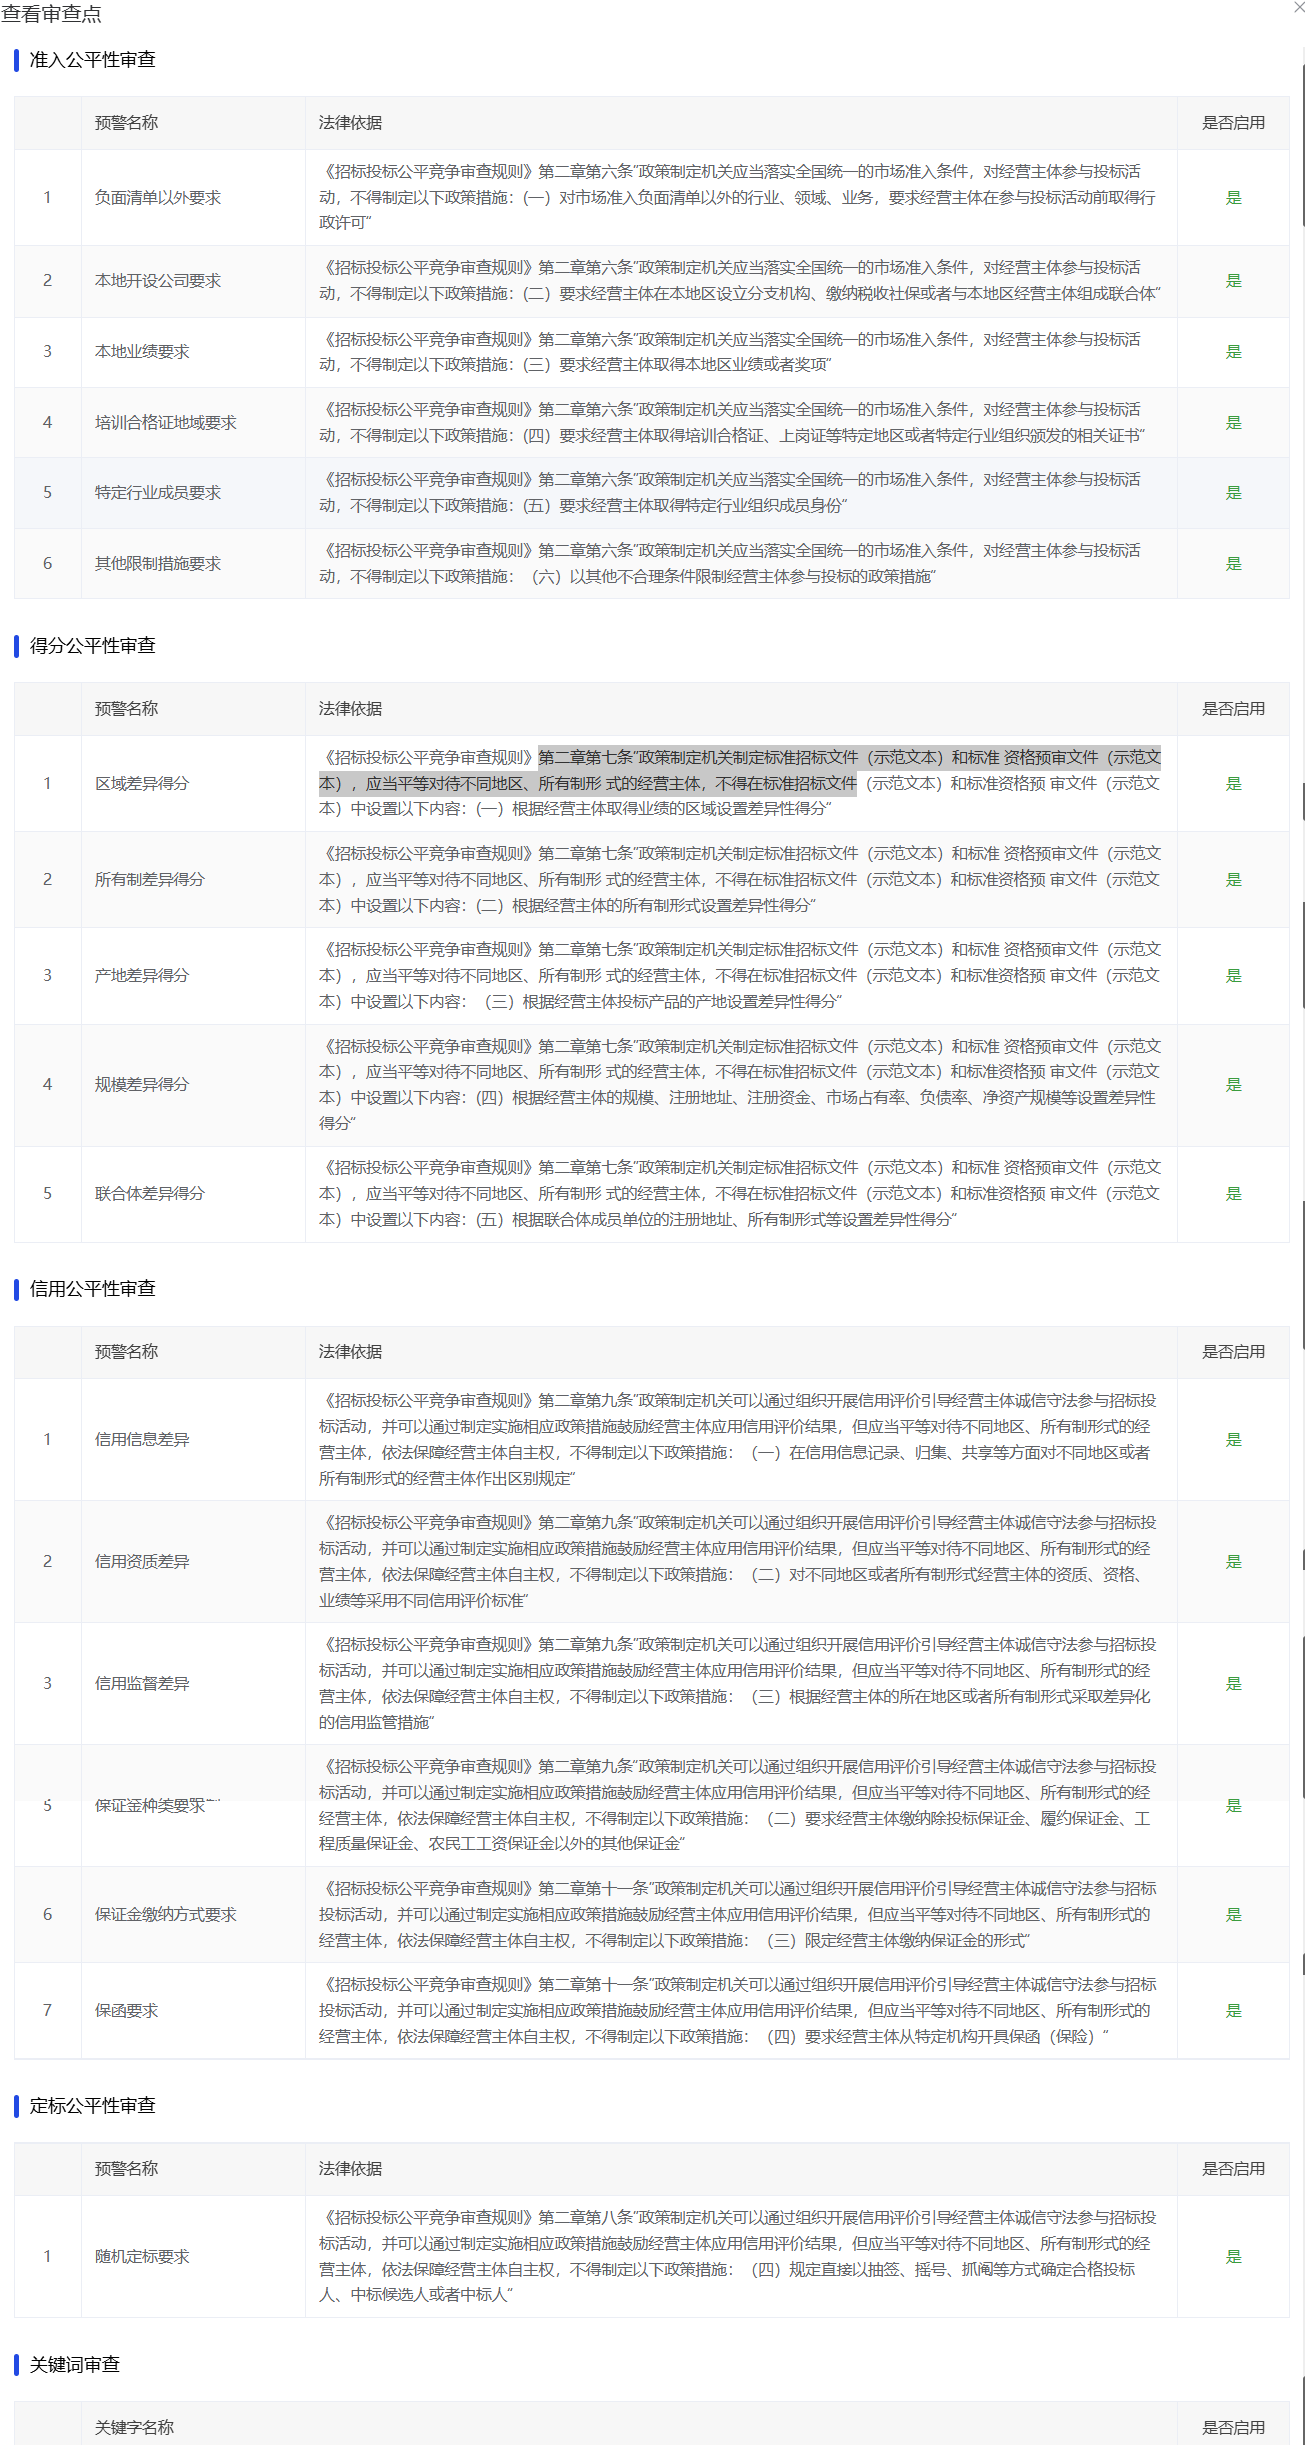 查看审查点
准入公平性审查
预警名称 法律依据 是否启用
《招标投标公平竞争审查规则》第二章第六条“政策制定机关应当落实全国统一的市场准入条件，对经营主体参与投标活
1 负面清单以外要求 动，不得制定以下政策措施：(一）对市场准入负面清单以外的行业、领域、业务，要求经营主体在参与投标活动前取得行 是
政许可”
《招标投标公平竞争审查规则》第二章第六条“政策制定机关应当落实全国统一的市场准入条件，对经营主体参与投标活
2 本地开设公司要求 是
动，不得制定以下政策措施：(二）要求经营主体在本地区设立分支机构、缴纳税收社保或者与本地区经营主体组成联合体”
《招标投标公平竞争审查规则》第二章第六条“政策制定机关应当落实全国统一的市场准入条件，对经营主体参与投标活
3 本地业绩要求 是
动，不得制定以下政策措施：(三）要求经营主体取得本地区业绩或者奖项”
《招标投标公平竞争审查规则》第二章第六条“政策制定机关应当落实全国统一的市场准入条件，对经营主体参与投标活
4 培训合格证地域要求 是
动，不得制定以下政策措施：(四）要求经营主体取得培训合格证、上岗证等特定地区或者特定行业组织颁发的相关证书”
《招标投标公平竞争审查规则》第二章第六条“政策制定机关应当落实全国统一的市场准入条件，对经营主体参与投标活
5 特定行业成员要求 是
动，不得制定以下政策措施：(五）要求经营主体取得特定行业组织成员身份”
《招标投标公平竞争审查规则》第二章第六条“政策制定机关应当落实全国统一的市场准入条件，对经营主体参与投标活
6 其他限制措施要求 是
动，不得制定以下政策措施：（六）以其他不合理条件限制经营主体参与投标的政策措施”
得分公平性审查
预警名称 法律依据 是否启用
《招标投标公平竞争审查规则》第二章第七条“政策制定机关制定标准招标文件（示范文本）和标准 资格预审文件（示范文
1 区域差异得分 本），应当平等对待不同地区、所有制形 式的经营主体，不得在标准招标文件（示范文本）和标准资格预 审文件（示范文 是
本）中设置以下内容：(一）根据经营主体取得业绩的区域设置差异性得分”
《招标投标公平竞争审查规则》第二章第七条“政策制定机关制定标准招标文件（示范文本）和标准 资格预审文件（示范文
2 所有制差异得分 本），应当平等对待不同地区、所有制形 式的经营主体，不得在标准招标文件（示范文本）和标准资格预 审文件（示范文 是
本）中设置以下内容：(二）根据经营主体的所有制形式设置差异性得分”
《招标投标公平竞争审查规则》第二章第七条“政策制定机关制定标准招标文件（示范文本）和标准 资格预审文件（示范文
3 产地差异得分 本），应当平等对待不同地区、所有制形 式的经营主体，不得在标准招标文件（示范文本）和标准资格预 审文件（示范文 是
本）中设置以下内容：（三）根据经营主体投标产品的产地设置差异性得分”
《招标投标公平竞争审查规则》第二章第七条“政策制定机关制定标准招标文件（示范文本）和标准 资格预审文件（示范文
本），应当平等对待不同地区、所有制形 式的经营主体，不得在标准招标文件（示范文本）和标准资格预 审文件（示范文
4 规模差异得分 是
本）中设置以下内容：(四）根据经营主体的规模、注册地址、注册资金、市场占有率、负债率、净资产规模等设置差异性
得分”
《招标投标公平竞争审查规则》第二章第七条“政策制定机关制定标准招标文件（示范文本）和标准 资格预审文件（示范文
5 联合体差异得分 本），应当平等对待不同地区、所有制形 式的经营主体，不得在标准招标文件（示范文本）和标准资格预 审文件（示范文 是
本）中设置以下内容：(五）根据联合体成员单位的注册地址、所有制形式等设置差异性得分”
信用公平性审查
预警名称 法律依据 是否启用
《招标投标公平竞争审查规则》第二章第九条“政策制定机关可以通过组织开展信用评价引导经营主体诚信守法参与招标投
标活动，并可以通过制定实施相应政策措施鼓励经营主体应用信用评价结果，但应当平等对待不同地区、所有制形式的经
1 信用信息差异 是
营主体，依法保障经营主体自主权，不得制定以下政策措施：（一）在信用信息记录、归集、共享等方面对不同地区或者
所有制形式的经营主体作出区别规定”
《招标投标公平竞争审查规则》第二章第九条“政策制定机关可以通过组织开展信用评价引导经营主体诚信守法参与招标投
标活动，并可以通过制定实施相应政策措施鼓励经营主体应用信用评价结果，但应当平等对待不同地区、所有制形式的经
2 信用资质差异 是
营主体，依法保障经营主体自主权，不得制定以下政策措施：（二）对不同地区或者所有制形式经营主体的资质、资格、
业绩等采用不同信用评价标准”
《招标投标公平竞争审查规则》第二章第九条“政策制定机关可以通过组织开展信用评价引导经营主体诚信守法参与招标投
标活动，并可以通过制定实施相应政策措施鼓励经营主体应用信用评价结果，但应当平等对待不同地区、所有制形式的经
3 信用监督差异 是
营主体，依法保障经营主体自主权，不得制定以下政策措施：（三）根据经营主体的所在地区或者所有制形式采取差异化
的信用监管措施”
《招标投标公平竞争审查规则》第二章第九条“政策制定机关可以通过组织开展信用评价引导经营主体诚信守法参与招标投
标活动，并可以通过制定实施相应政策措施鼓励经营主体应用信用评价结果，但应当平等对待不同地区、所有制形式的经
5 保证金种类要求 是
经营主体，依法保障经营主体自主权，不得制定以下政策措施：（二）要求经营主体缴纳除投标保证金、履约保证金、工
程质量保证金、农民工工资保证金以外的其他保证金”
《招标投标公平竞争审查规则》第二章第十一条“政策制定机关可以通过组织开展信用评价引导经营主体诚信守法参与招标
6 保证金缴纳方式要求 投标活动，并可以通过制定实施相应政策措施鼓励经营主体应用信用评价结果，但应当平等对待不同地区、所有制形式的 是
经营主体，依法保障经营主体自主权，不得制定以下政策措施：（三）限定经营主体缴纳保证金的形式”
《招标投标公平竞争审查规则》第二章第十一条“政策制定机关可以通过组织开展信用评价引导经营主体诚信守法参与招标
7 保函要求 投标活动，并可以通过制定实施相应政策措施鼓励经营主体应用信用评价结果，但应当平等对待不同地区、所有制形式的 是
经营主体，依法保障经营主体自主权，不得制定以下政策措施：（四）要求经营主体从特定机构开具保函（保险）”
定标公平性审查
预警名称 法律依据 是否启用
《招标投标公平竞争审查规则》第二章第八条“政策制定机关可以通过组织开展信用评价引导经营主体诚信守法参与招标投
标活动，并可以通过制定实施相应政策措施鼓励经营主体应用信用评价结果，但应当平等对待不同地区、所有制形式的经
1 随机定标要求 是
营主体，依法保障经营主体自主权，不得制定以下政策措施：（四）规定直接以抽签、摇号、抓阄等方式确定合格投标
人、中标候选人或者中标人”
关键词审查
关键字名称 是否启用